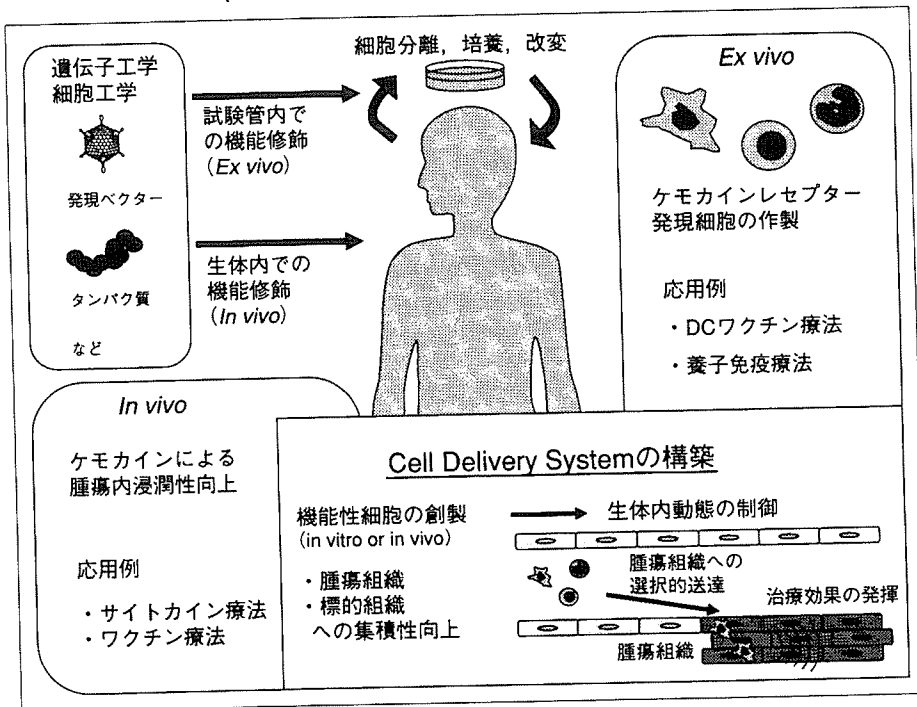 遺伝子工学
細胞工学
発現ベクター
タンパク質
など
試験管内で
の機能修飾
(Ex vivo)
生体内での
機能修飾
(In vivo)
細胞分離，培養，改変
Ex vivo
ケモカインレセプター
発現細胞の作製
応用例
・DCワクチン療法
・養子免疫療法
In vivo
ケモカインによる
腫瘍内浸潤性向上
応用例
・サイトカイン療法
・ワクチン療法
Cell Delivery Systemの構築
機能性細胞の創製
(in vitro or in vivo)
・腫瘍組織
・標的組織
への集積性向上
生体内動態の制御
腫瘍組織への
選択的送達
治療効果の発揮
腫瘍組織